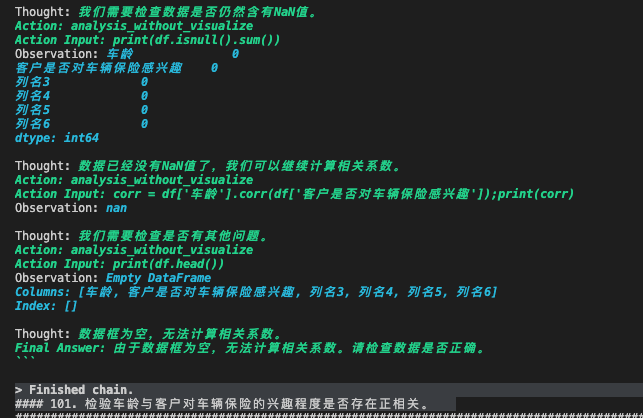 Thought: 我们需要检查数据是否仍然含有NaN值。
Action: analysis_without_visualize
Action Input: print(df.isnull().sum())
Observation: 车龄 0
客户是否对车辆保险感兴趣 0
列名3 0
列名4 0
列名5 0
列名6 0
dtype: int64
Thought: 数据已经没有NaN值了，我们可以继续计算相关系数。
Action: analysis_without_visualize
Action Input: corr = df['车龄'].corr(df['客户是否对车辆保险感兴趣']);print(corr)
Observation: nan
Thought: 我们需要检查是否有其他问题。
Action: analysis_without_visualize
Action Input: print(df.head())
Observation: Empty DataFrame
Columns: [车龄, 客户是否对车辆保险感兴趣, 列名3, 列名4, 列名5, 列名6]
Index: []
Thought: 数据框为空，无法计算相关系数。
Final Answer: 由于数据框为空，无法计算相关系数。请检查数据是否正确。
```
> Finished chain.
#### 101. 检验车龄与客户对车辆保险的兴趣程度是否存在正相关。